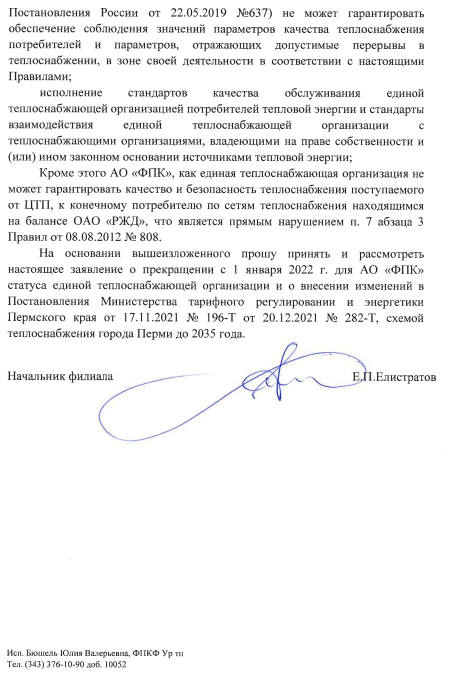 Постановления России от 22.05.2019 №637) не может гарантировать
обеспечение соблюдения значений параметров качества теплоснабжения
потребителей и параметров, отражающих допустимые перерывы в
теплоснабжении, в зоне своей деятельности в соответствии с настоящими
Правилами;
исполнение стандартов качества обслуживания единой
теплоснабжающей организацией потребителей тепловой энергии и стандарты
взаимодействия единой теплоснабжающей организации с
теплоснабжающими организациями, владеющими на праве собственности и
(или) ином законном основании источниками тепловой энергии;
Кроме этого АО «ФПК», как единая теплоснабжающая организация не
может гарантировать качество и безопасность теплоснабжения поступаемого
от ЦТП, к конечному потребителю по сетям теплоснабжения находящимся
на балансе ОАО «РЖД», что является прямым нарушением п. 7 абзаца 3
Правил от 08.08.2012 № 808.
На основании вышеизложенного прошу принять и рассмотреть
настоящее заявление о прекращении с 1 января 2022 г. для АО «ФПК»
статуса единой теплоснабжающей организации и о внесении изменений в
Постановления Министерства тарифного регулировании и энергетики
Пермского края от 17.11.2021 № 196-Т от 20.12.2021 № 282-Т, схемой
теплоснабжения города Перми до 2035 года.
Начальник филиала Е.П.Елистратов
Исп. Бюшель Юлия Валерьевна, ФПКФ Ур тп
Тел. (343) 376-10-90 доб. 10052